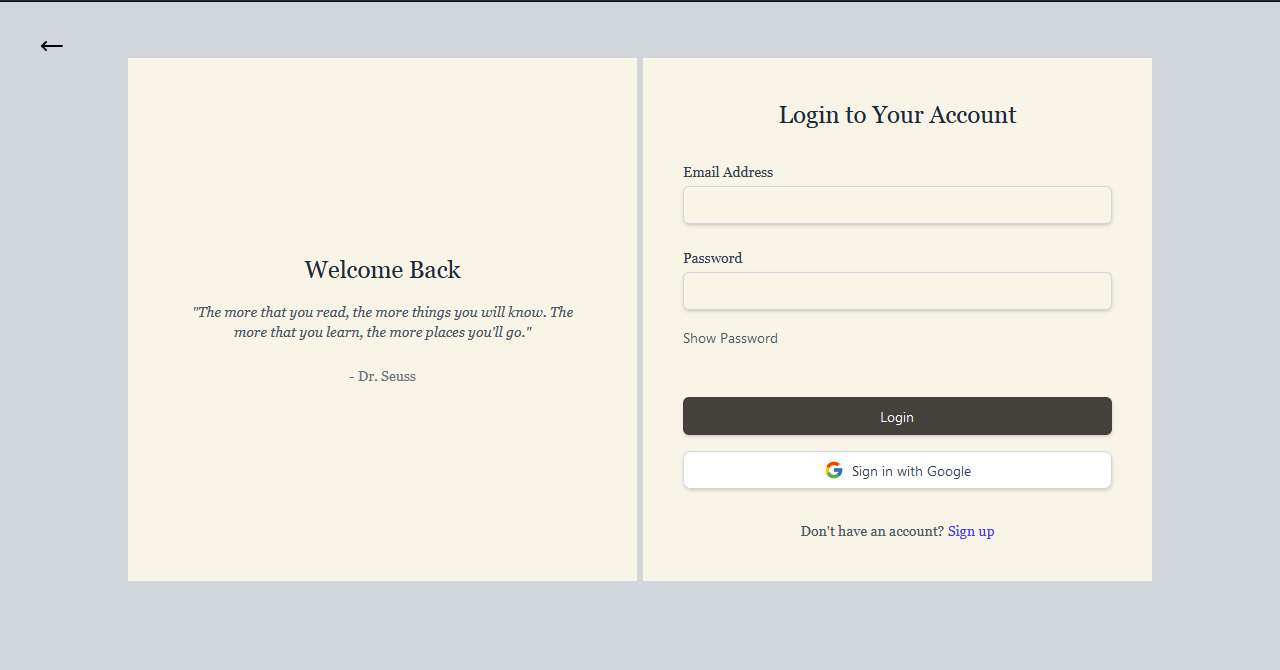 Welcome Back
"The more that you read, the more things you will know. The
more that you learn, the more places you'll go."
- Dr. Seuss
Login to Your Account
Email Address
Password
Show Password
Login
Sign in with Google
Don't have an account? Sign up